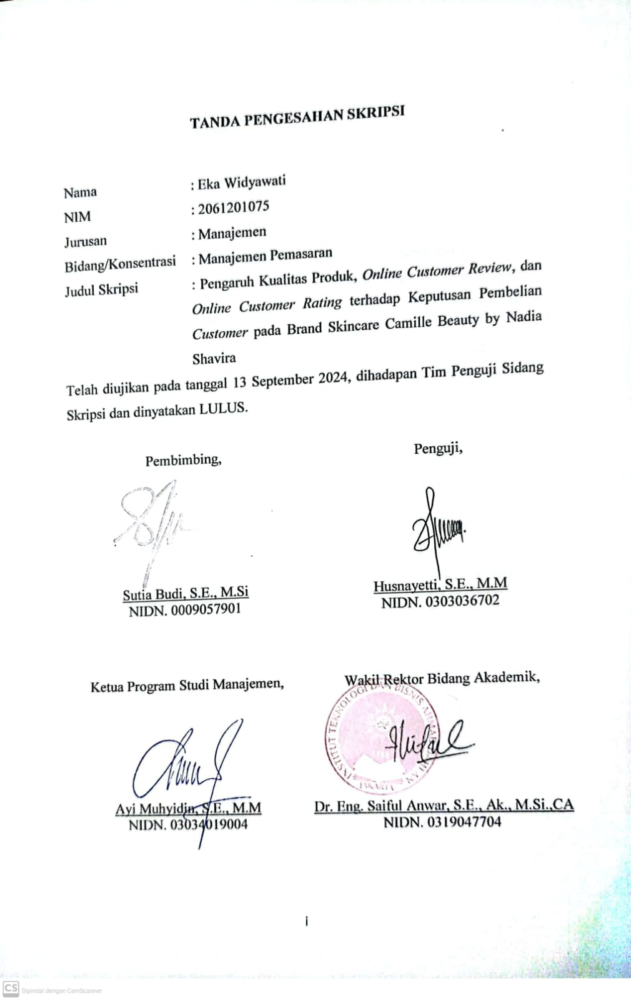 TANDA PENGESAHAN SKRIPSI
Nama : Eka Widyawati
NIM : 2061201075
Jurusan : Manajemen
Bidang/Konsentrasi : Manajemen Pemasaran
Judul Skripsi : Pengaruh Kualitas Produk, Online Customer Review, dan
Online Customer Rating terhadap Keputusan Pembelian
Customer pada Brand Skincare Camille Beauty by Nadia
Shavira
Telah diujikan pada tanggal 13 September 2024, dihadapan Tim Penguji Sidang
Skripsi dan dinyatakan LULUS.
Pembimbing,
Sutia Budi, S.E., M.Si
NIDN. 0009057901
Penguji,
Husnayetti, S.E., M.M
NIDN. 0303036702
Ketua Program Studi Manajemen,
Ayi Muhyidin, S.E., M.M
NIDN. 03034019004
Wakil Rektor Bidang Akademik,
INSTITUT TEKNOLOGI DAN BISNIS
JAKARTA
Dr. Eng. Saiful Anwar, S.E., Ak., M.Si.,CA
NIDN. 0319047704
i
CS Dipindai dengan CamScanner